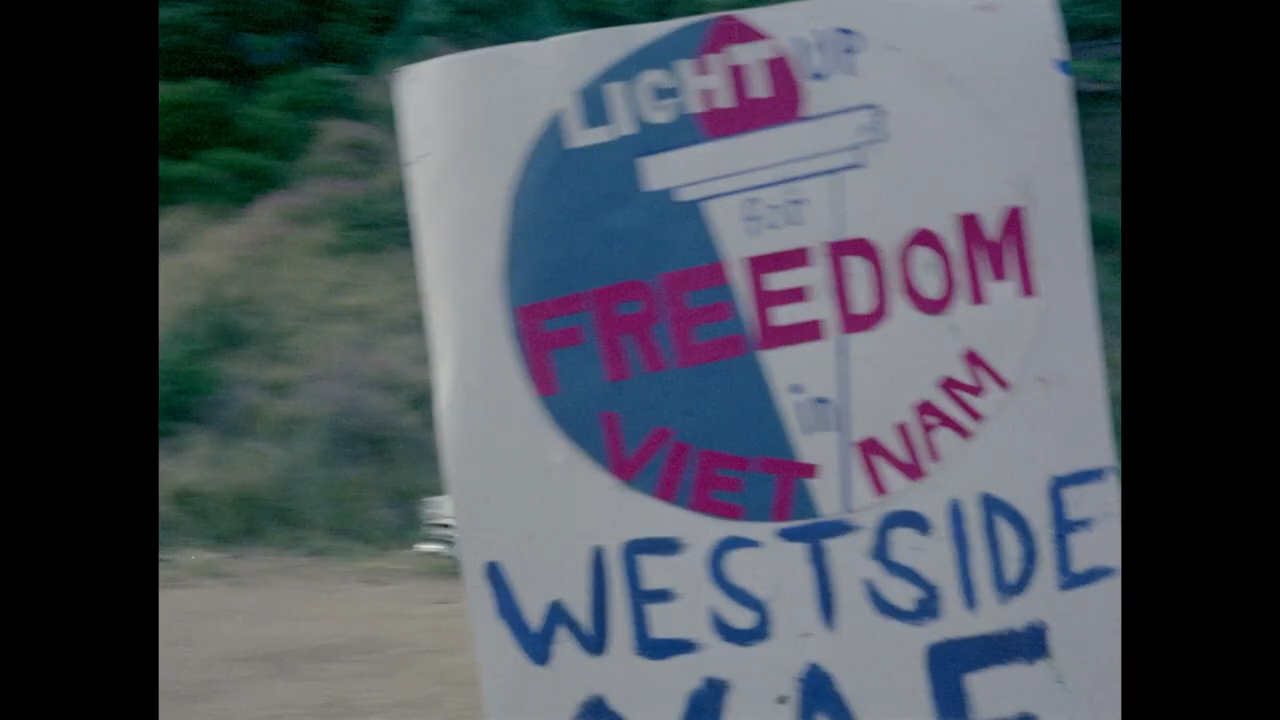 LIGHT UP
for
FREEDOM
in
VIET NAM
WESTSIDE